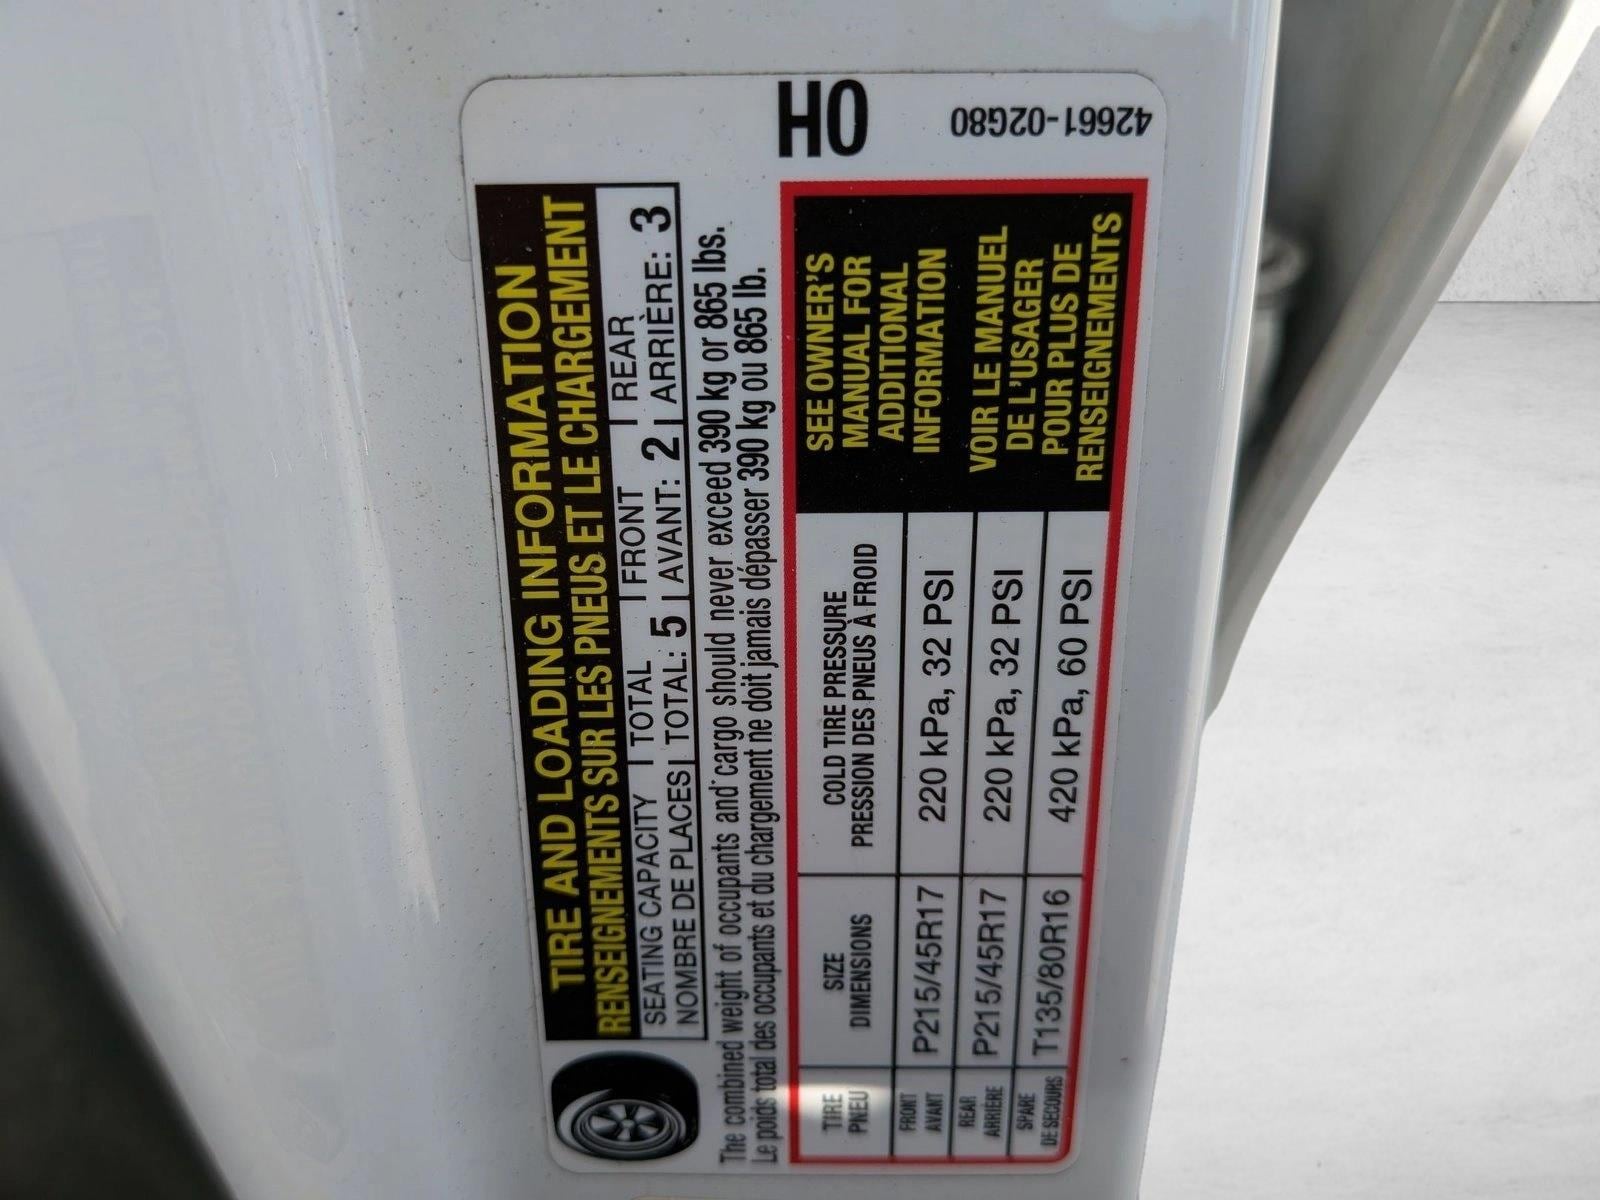 TIRE AND LOADING INFORMATION
RENSEIGNEMENTS SUR LES PNEUS ET LE CHARGEMENT
SEATING CAPACITY | TOTAL | FRONT | REAR
NOMBRE DE PLACES | TOTAL: 5 | AVANT: 2 | ARRIÈRE: 3
The combined weight of occupants and cargo should never exceed 390 kg or 865 lbs.
Le poids total des occupants et du chargement ne doit jamais dépasser 390 kg ou 865 lb.
TIRE SIZE COLD TIRE PRESSURE
PNEU DIMENSIONS PRESSION DES PNEUS À FROID
FRONT
AVANT P215/45R17 220 kPa, 32 PSI
REAR
ARRIÈRE P215/45R17 220 kPa, 32 PSI
SPARE
DE SECOURS T135/80R16 420 kPa, 60 PSI
SEE OWNER'S
MANUAL FOR
ADDITIONAL
INFORMATION
VOIR LE MANUEL
DE L'USAGER
POUR PLUS DE
RENSEIGNEMENTS
H0
42661-02G80